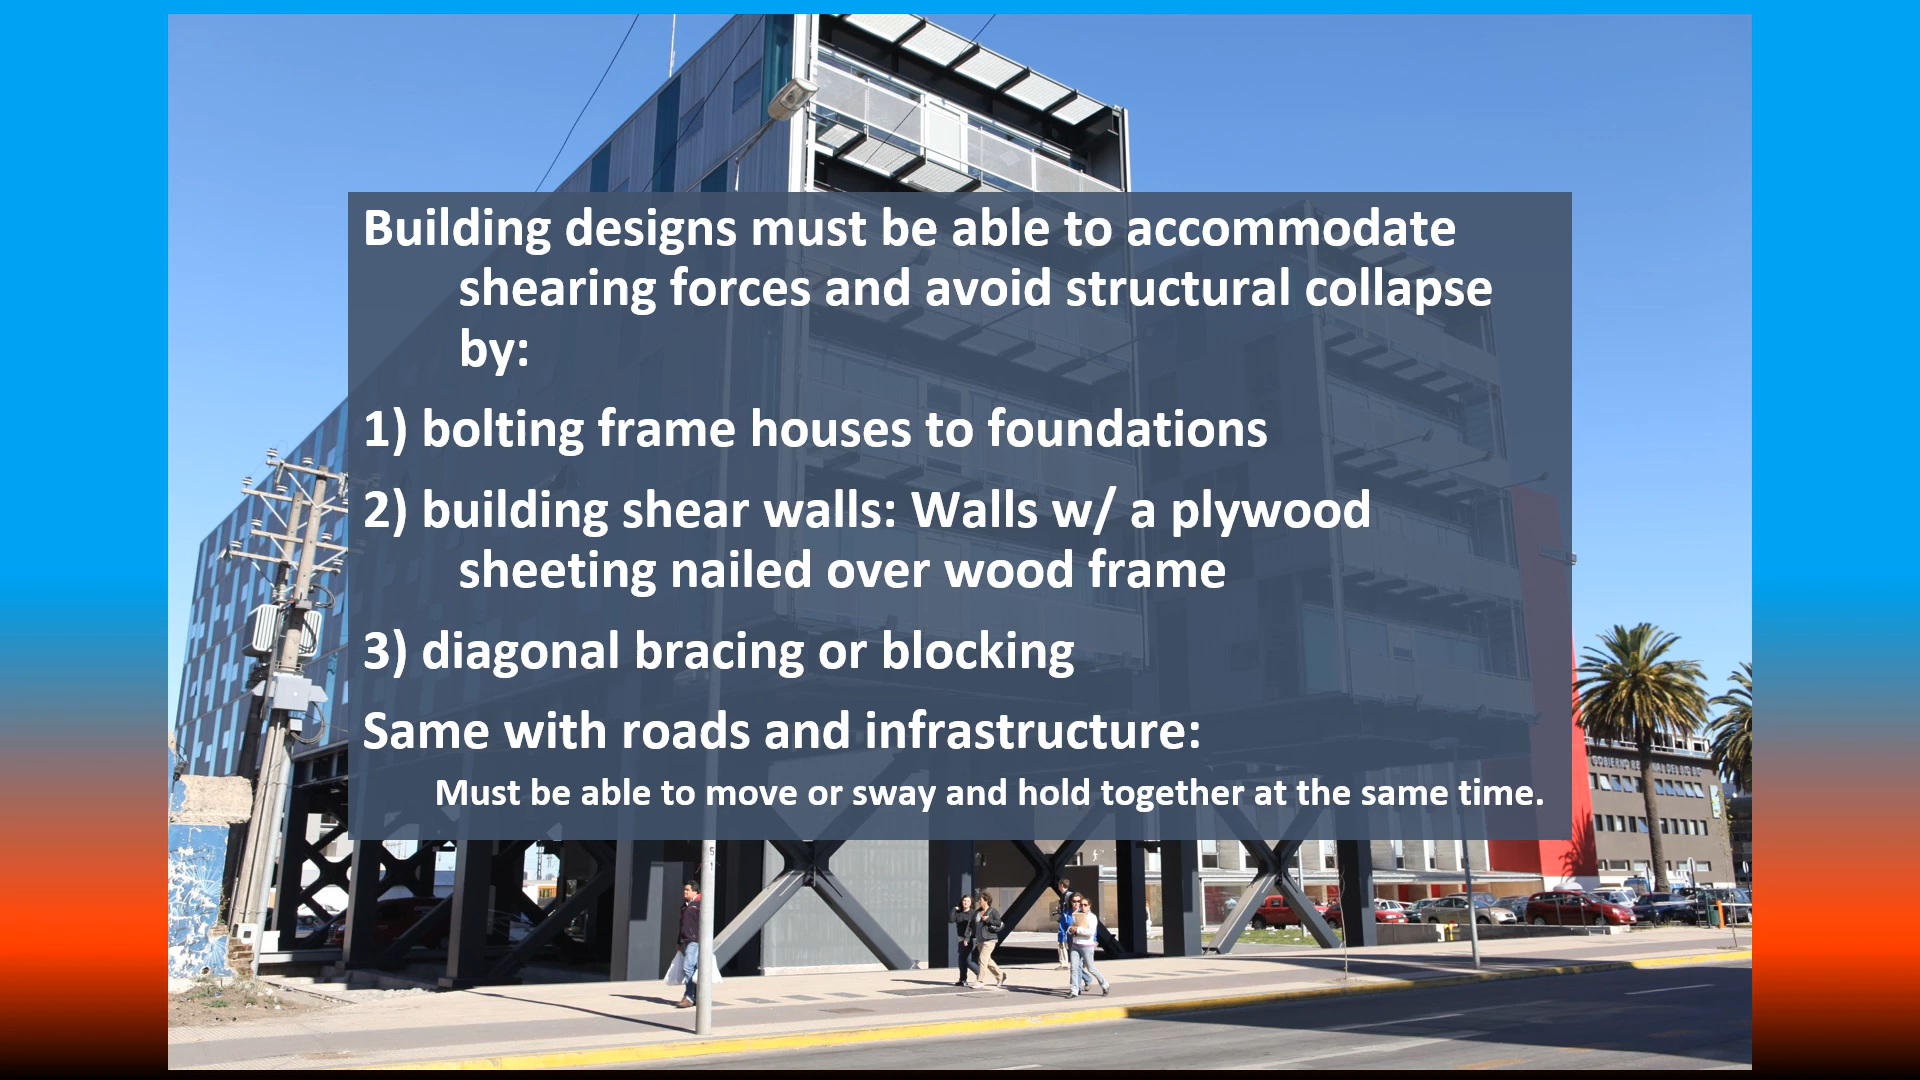 Building designs must be able to accommodate
shearing forces and avoid structural collapse
by:
1) bolting frame houses to foundations
2) building shear walls: Walls w/ a plywood
sheeting nailed over wood frame
3) diagonal bracing or blocking
Same with roads and infrastructure:
Must be able to move or sway and hold together at the same time.